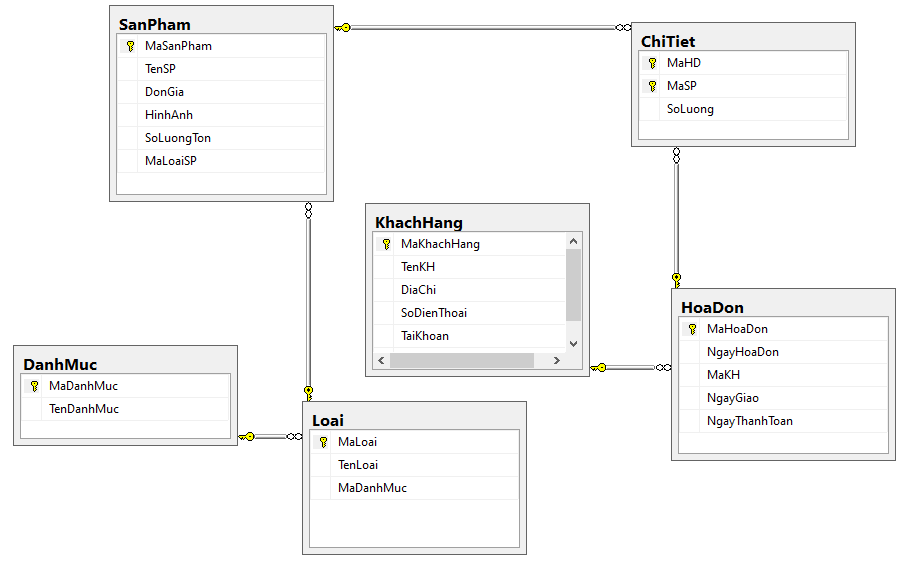 SanPham
MaSanPham
TenSP
DonGia
HinhAnh
SoLuongTon
MaLoaiSP
ChiTiet
MaHD
MaSP
SoLuong
KhachHang
MaKhachHang
TenKH
DiaChi
SoDienThoai
TaiKhoan
HoaDon
MaHoaDon
NgayHoaDon
MaKH
NgayGiao
NgayThanhToan
DanhMuc
MaDanhMuc
TenDanhMuc
Loai
MaLoai
TenLoai
MaDanhMuc